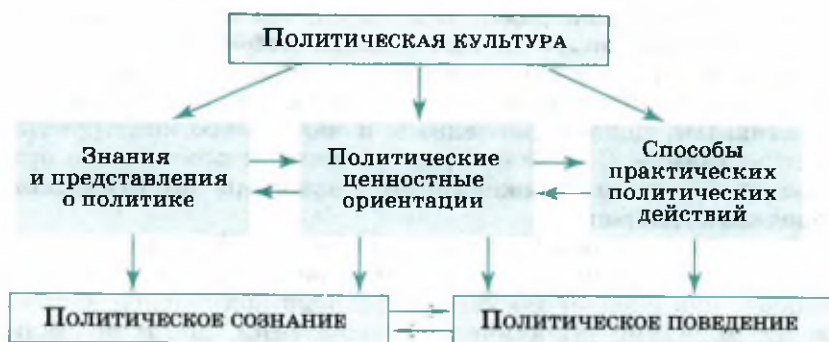 ПОЛИТИЧЕСКАЯ КУЛЬТУРА
Знания
и представления
о политике
Политические
ценностные
ориентации
Способы
практических
политических
действий
ПОЛИТИЧЕСКОЕ СОЗНАНИЕ
ПОЛИТИЧЕСКОЕ ПОВЕДЕНИЕ